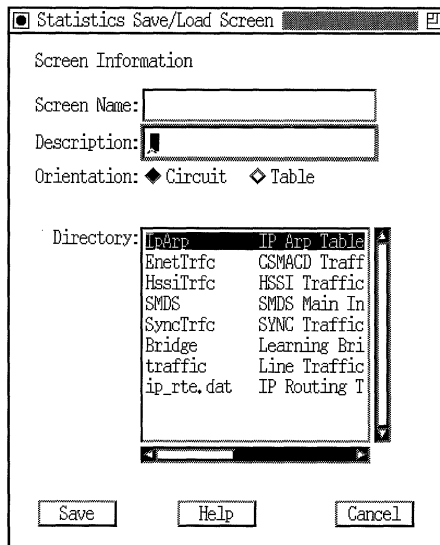 Statistics Save/Load Screen
Screen Information
Screen Name:
Description:
Orientation: Circuit Table
Directory:
IpArp IP Arp Table
EnetTrfc CSMACD Traff
HssiTrfc HSSI Traffic
SMDS SMDS Main In
SyncTrfc SYNC Traffic
Bridge Learning Bri
traffic Line Traffic
ip_rte.dat IP Routing T
Save Help Cancel